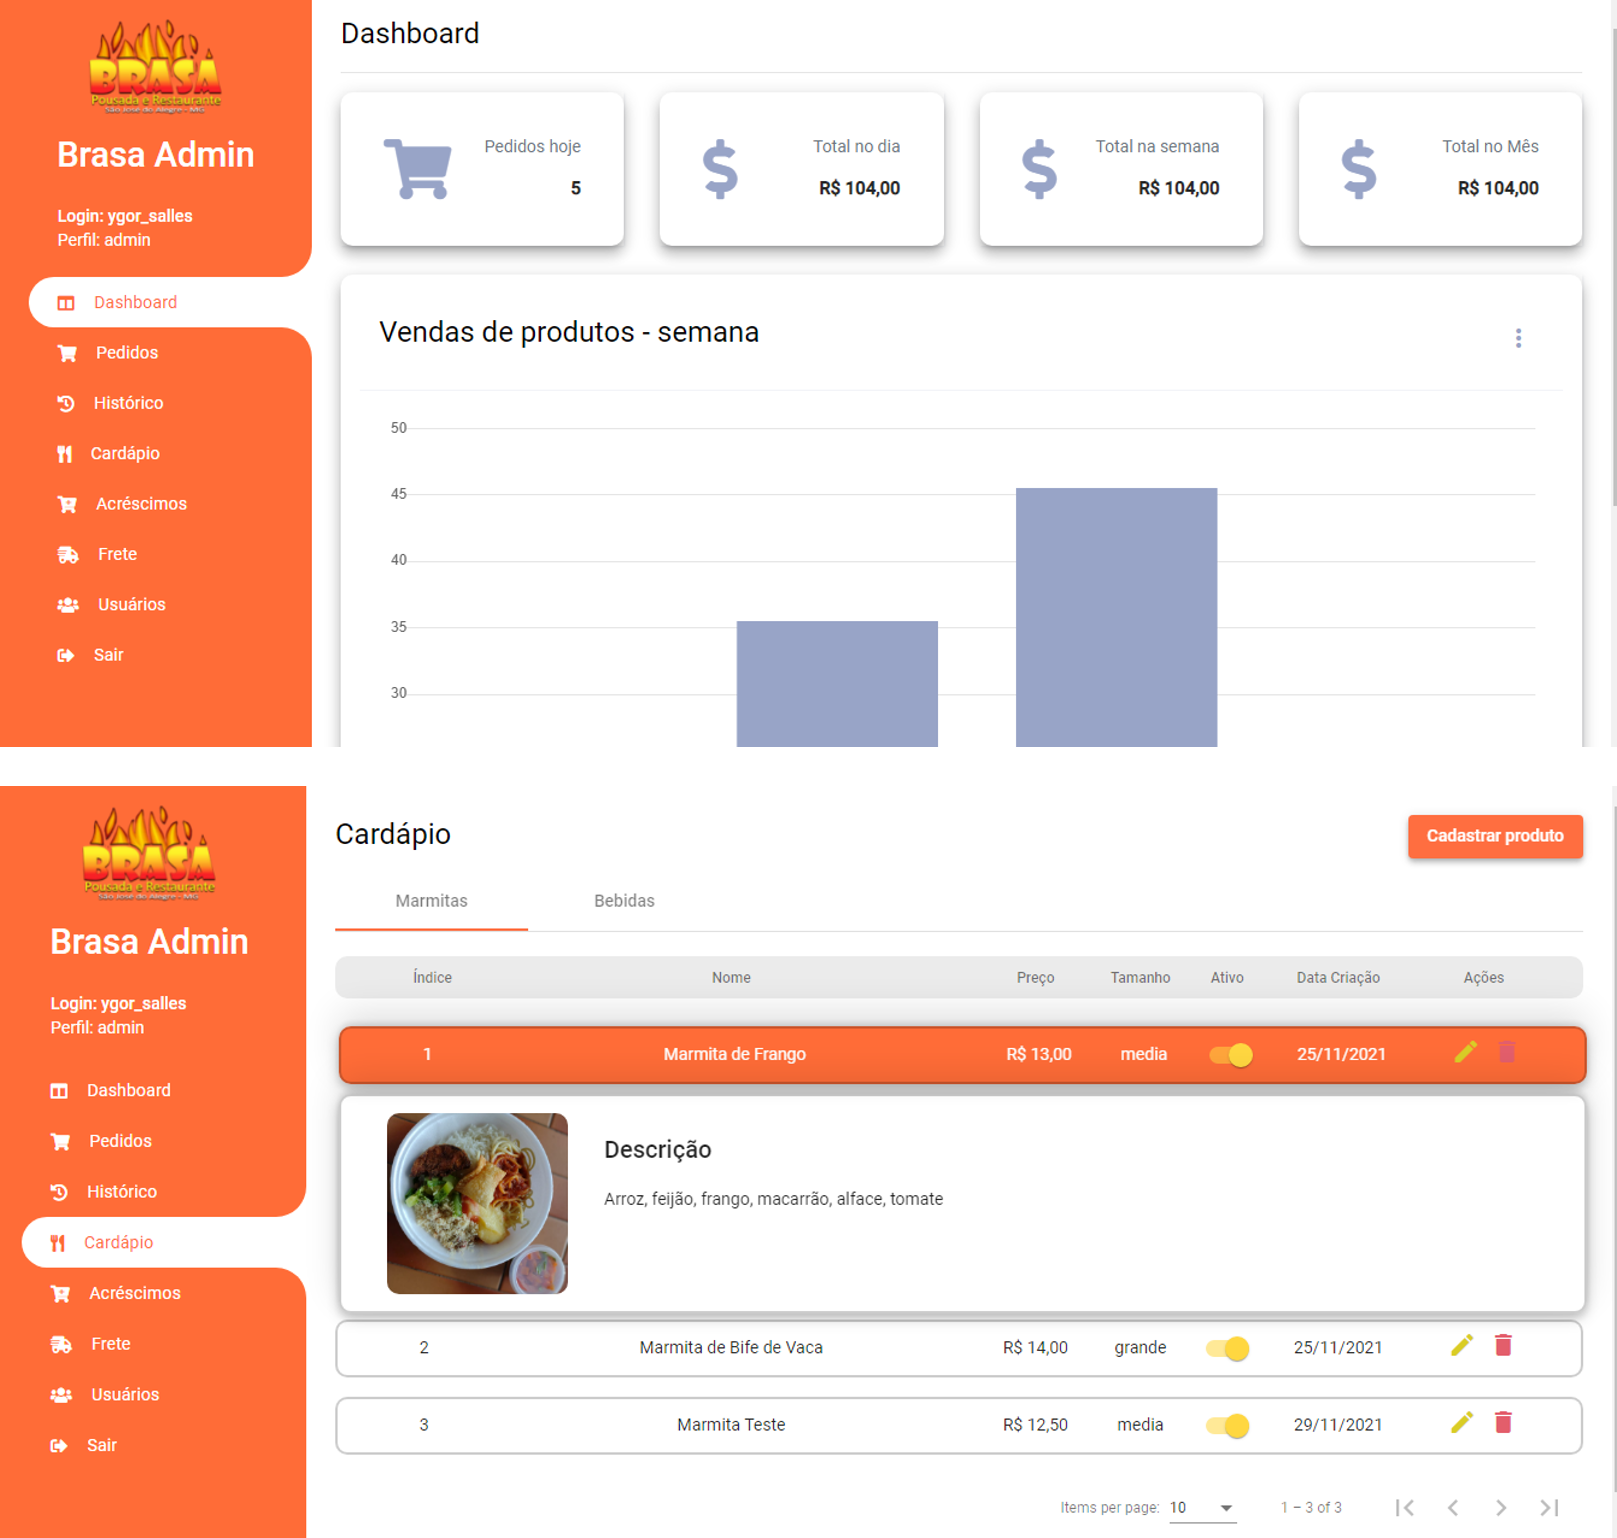 BRASA
Pousada e Restaurante
São José do Alegre - MG
Brasa Admin
Login: ygor_salles
Perfil: admin
Dashboard
Pedidos
Histórico
Cardápio
Acréscimos
Frete
Usuários
Sair
Dashboard
Pedidos hoje
5
Total no dia
R$ 104,00
Total na semana
R$ 104,00
Total no Mês
R$ 104,00
Vendas de produtos - semana
50
45
40
35
30
BRASA
Pousada e Restaurante
São José do Alegre - MG
Brasa Admin
Login: ygor_salles
Perfil: admin
Dashboard
Pedidos
Histórico
Cardápio
Acréscimos
Frete
Usuários
Sair
Cardápio
Cadastrar produto
Marmitas Bebidas
Índice Nome Preço Tamanho Ativo Data Criação Ações
1 Marmita de Frango R$ 13,00 media 25/11/2021
Descrição
Arroz, feijão, frango, macarrão, alface, tomate
2 Marmita de Bife de Vaca R$ 14,00 grande 25/11/2021
3 Marmita Teste R$ 12,50 media 29/11/2021
Items per page: 10 1 – 3 of 3